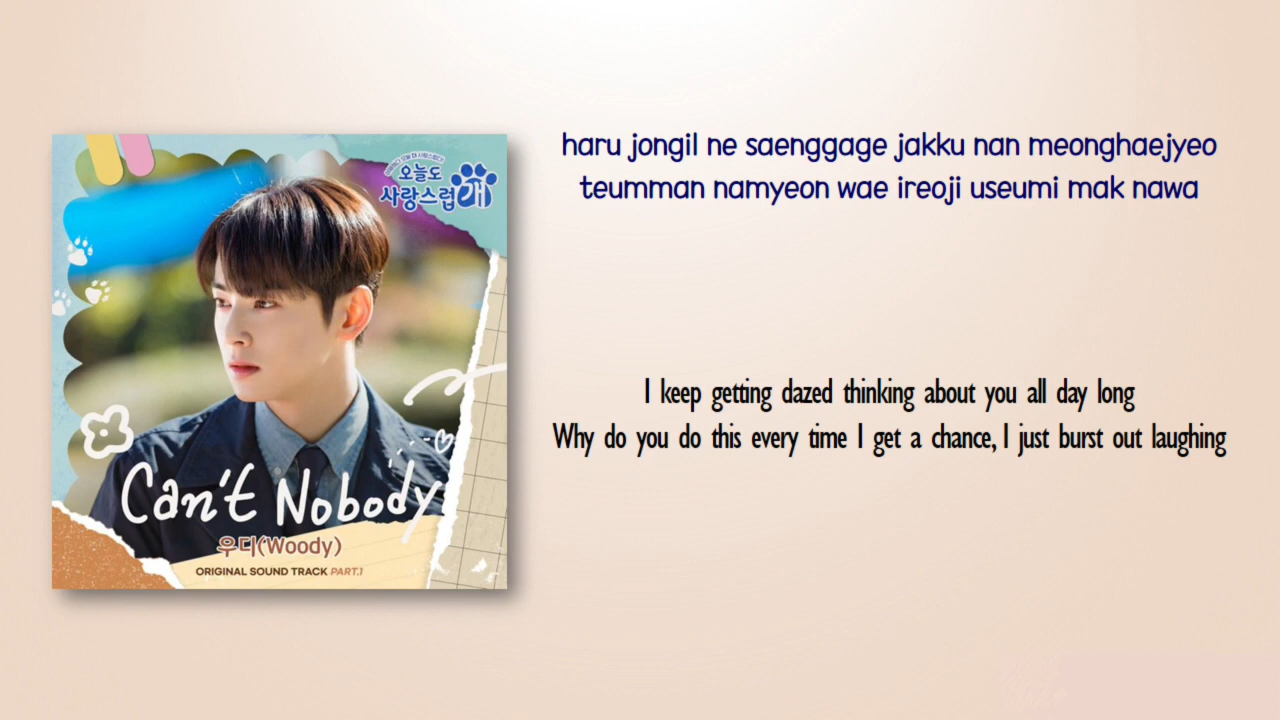 오늘도
사랑스럽개
Can't Nobody
우디(Woody)
ORIGINAL SOUND TRACK PART.1
haru jongil ne saenggage jakku nan meonghaejyeo
teumman namyeon wae ireoji useumi mak nawa
I keep getting dazed thinking about you all day long
Why do you do this every time I get a chance, I just burst out laughing